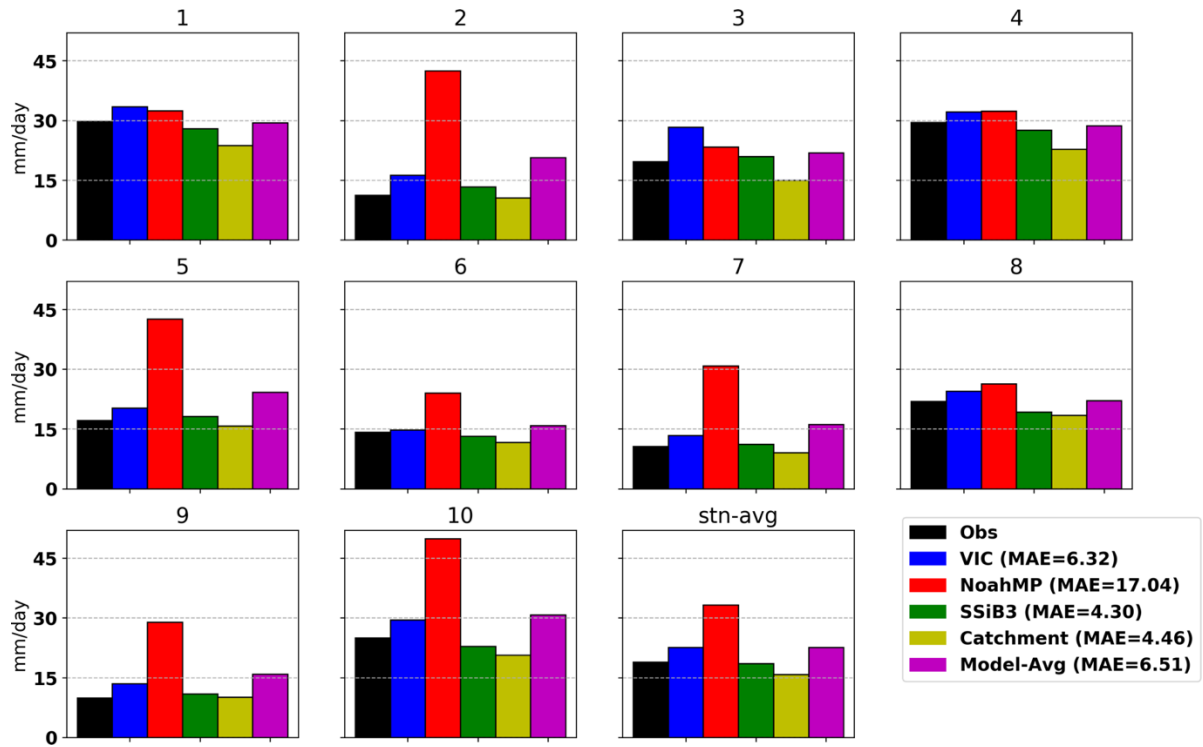 1
2
3
4
45
30
15
0
mm/day
5
6
7
8
45
30
15
0
mm/day
9
10
stn-avg
45
30
15
0
mm/day
Obs
VIC (MAE=6.32)
NoahMP (MAE=17.04)
SSiB3 (MAE=4.30)
Catchment (MAE=4.46)
Model-Avg (MAE=6.51)